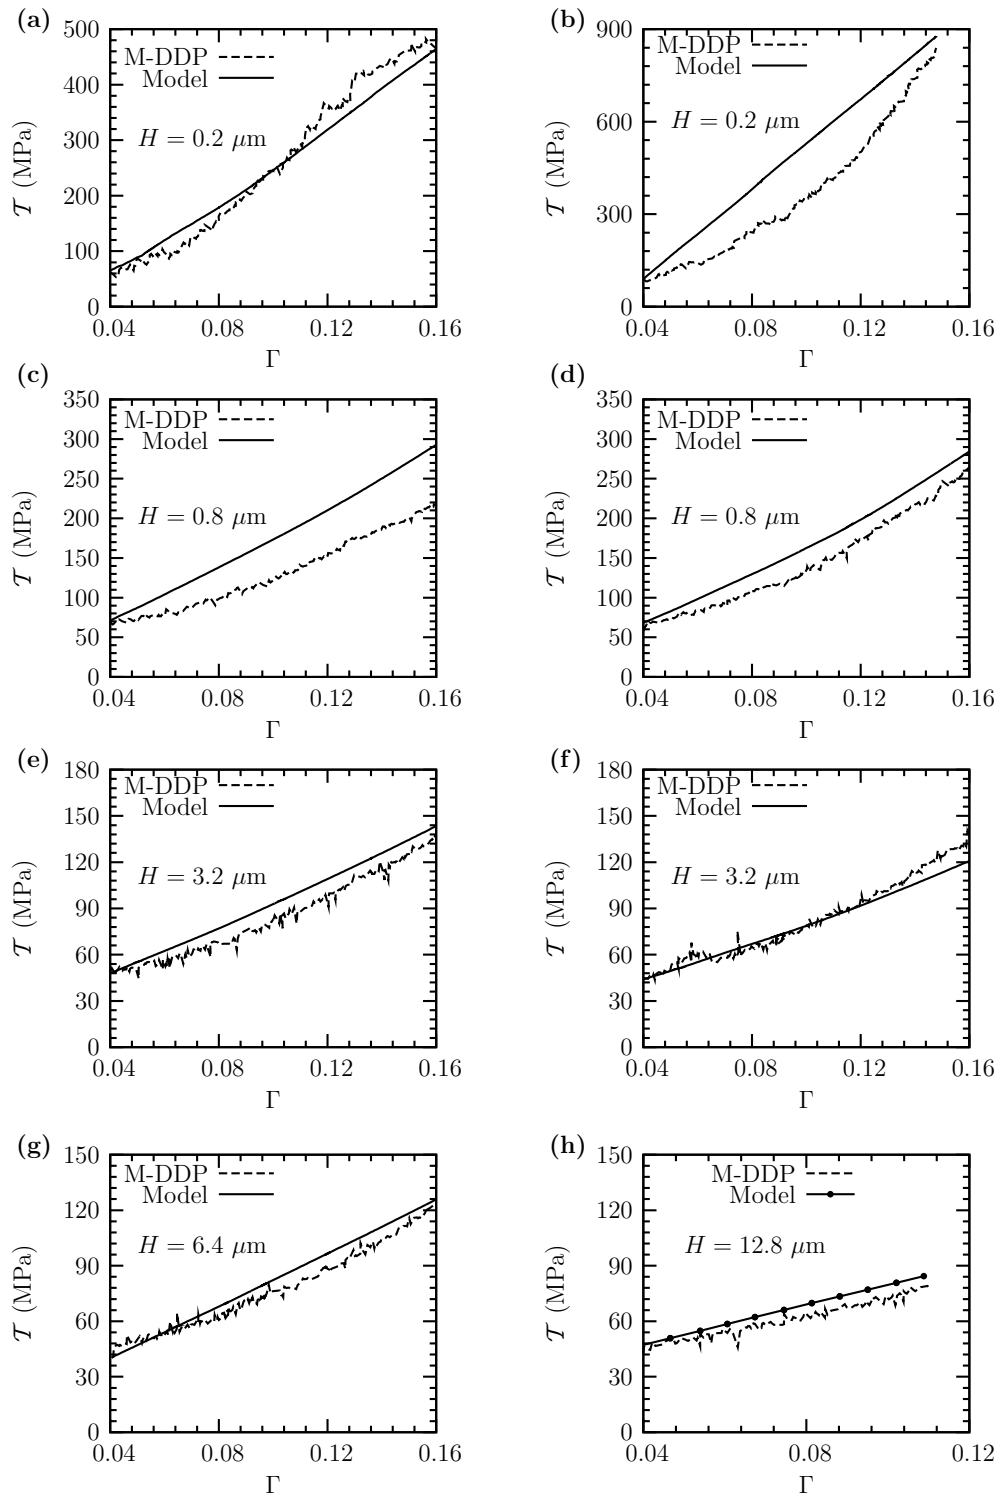 (a)
500
400
300
200
100
0
𝒯 (MPa)
M-DDP
Model
H = 0.2 μm
0.04 0.08 0.12 0.16
Γ
(b)
900
600
300
0
𝒯 (MPa)
M-DDP
Model
H = 0.2 μm
0.04 0.08 0.12 0.16
Γ
(c)
350
300
250
200
150
100
50
0
𝒯 (MPa)
M-DDP
Model
H = 0.8 μm
0.04 0.08 0.12 0.16
Γ
(d)
350
300
250
200
150
100
50
0
𝒯 (MPa)
M-DDP
Model
H = 0.8 μm
0.04 0.08 0.12 0.16
Γ
(e)
180
150
120
90
60
30
0
𝒯 (MPa)
M-DDP
Model
H = 3.2 μm
0.04 0.08 0.12 0.16
Γ
(f)
180
150
120
90
60
30
0
𝒯 (MPa)
M-DDP
Model
H = 3.2 μm
0.04 0.08 0.12 0.16
Γ
(g)
150
120
90
60
30
0
𝒯 (MPa)
M-DDP
Model
H = 6.4 μm
0.04 0.08 0.12 0.16
Γ
(h)
150
120
90
60
30
0
𝒯 (MPa)
M-DDP
Model
H = 12.8 μm
0.04 0.08 0.12
Γ